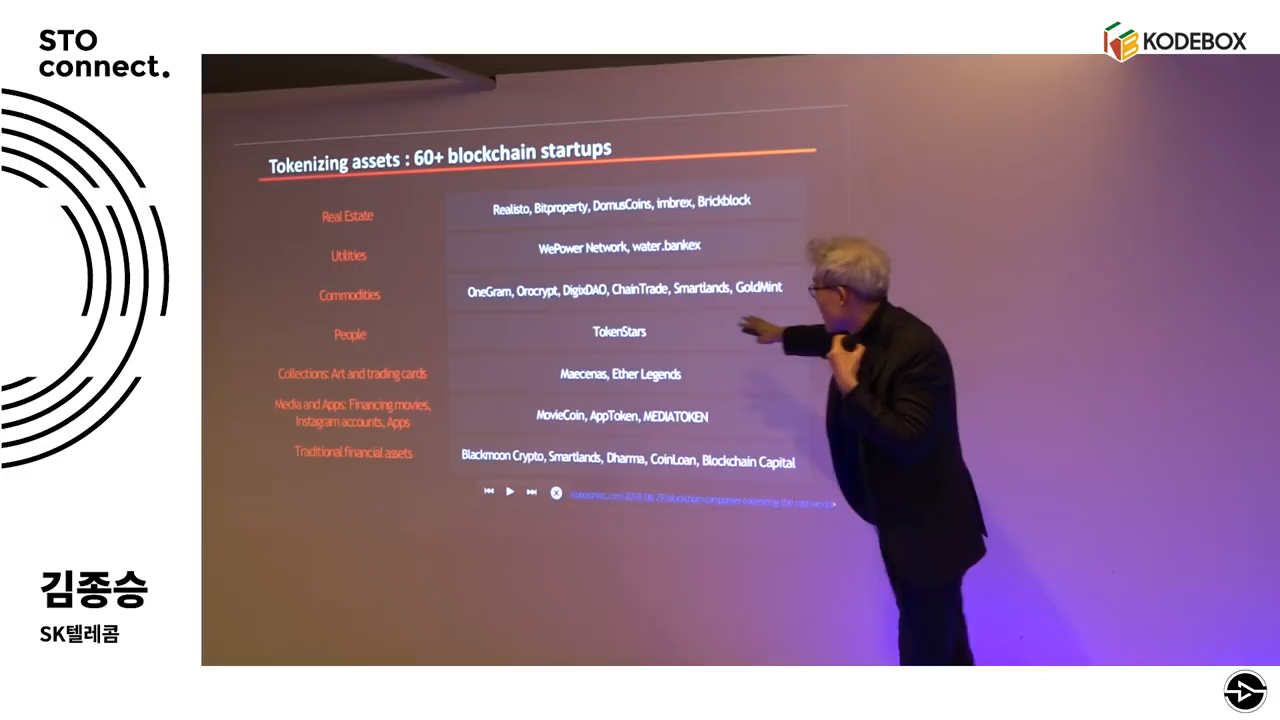 STO
connect.
KODEBOX
Tokenizing assets : 60+ blockchain startups
Real Estate
Realisto, Bitproperty, DomusCoins, imbrex, Brickblock
Utilities
WePower Network, water.bankex
Commodities
OneGram, Orocrypt, DigixDAO, ChainTrade, Smartlands, GoldMint
People
TokenStars
Collections: Art and trading cards
Maecenas, Ether Legends
Media and Apps: Financing movies,
Instagram accounts, Apps
MovieCoin, AppToken, MEDIATOKEN
Traditional financial assets
Blackmoon Crypto, Smartlands, Dharma, CoinLoan, Blockchain Capital
김종승
SK텔레콤